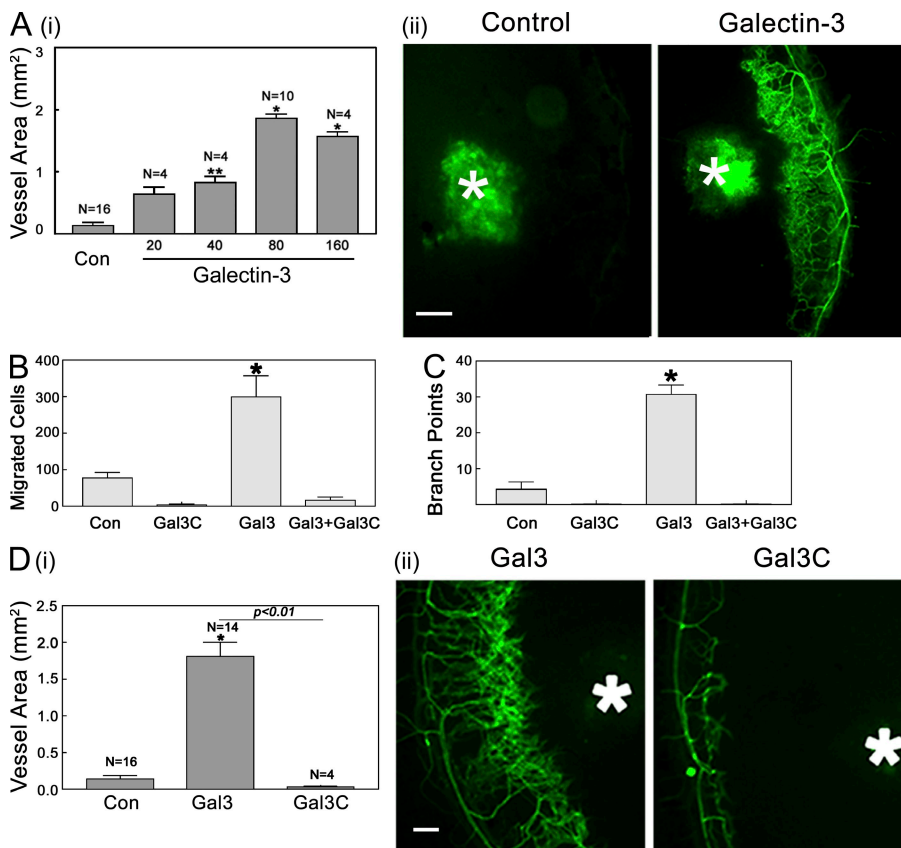 A (i)
Vessel Area (mm²)
3
2
1
0
N=16
N=4
N=4
**
N=10
*
N=4
*
Con
20 40 80 160
Galectin-3
(ii)
Control Galectin-3
*
*
B
Migrated Cells
400
300
200
100
0
*
Con Gal3C Gal3 Gal3+Gal3C
C
Branch Points
40
30
20
10
*
Con Gal3C Gal3 Gal3+Gal3C
D (i)
Vessel Area (mm²)
2.5
2.0
1.5
1.0
0.5
0.0
p<0.01
N=16
N=14
*
N=4
Con Gal3 Gal3C
(ii)
Gal3 Gal3C
*
*